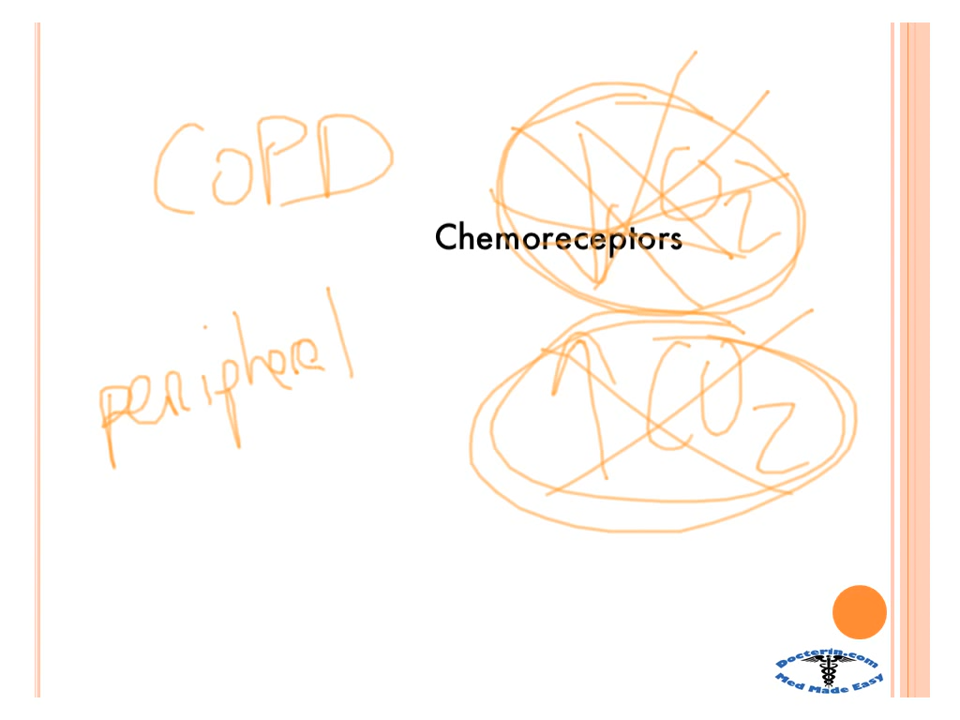 COPD
↓ O2
Chemoreceptors
peripheral
↑ CO2
Docterin.com
Med Made Easy